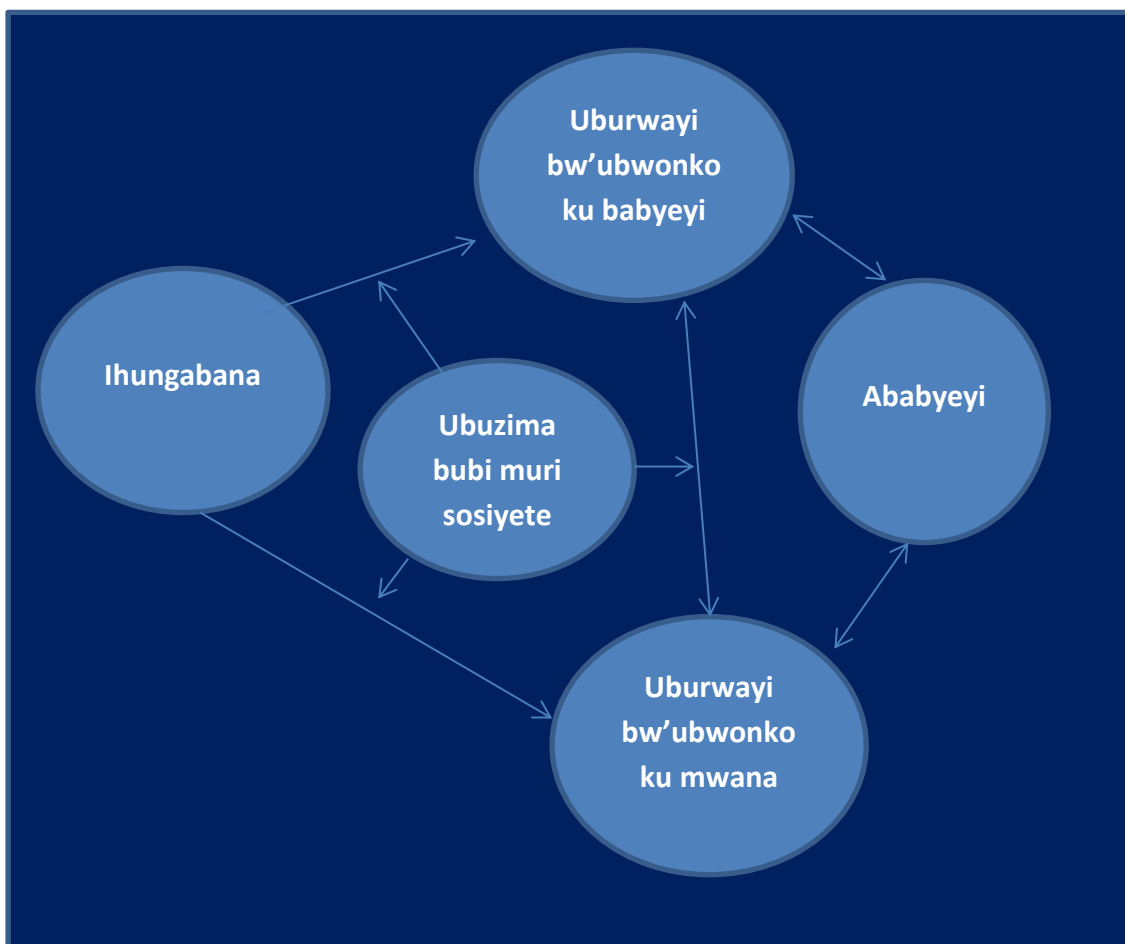 Uburwayi
bw’ubwonko
ku babyeyi
Ihungabana
Ubuzima
bubi muri
sosiyete
Ababyeyi
Uburwayi
bw’ubwonko
ku mwana